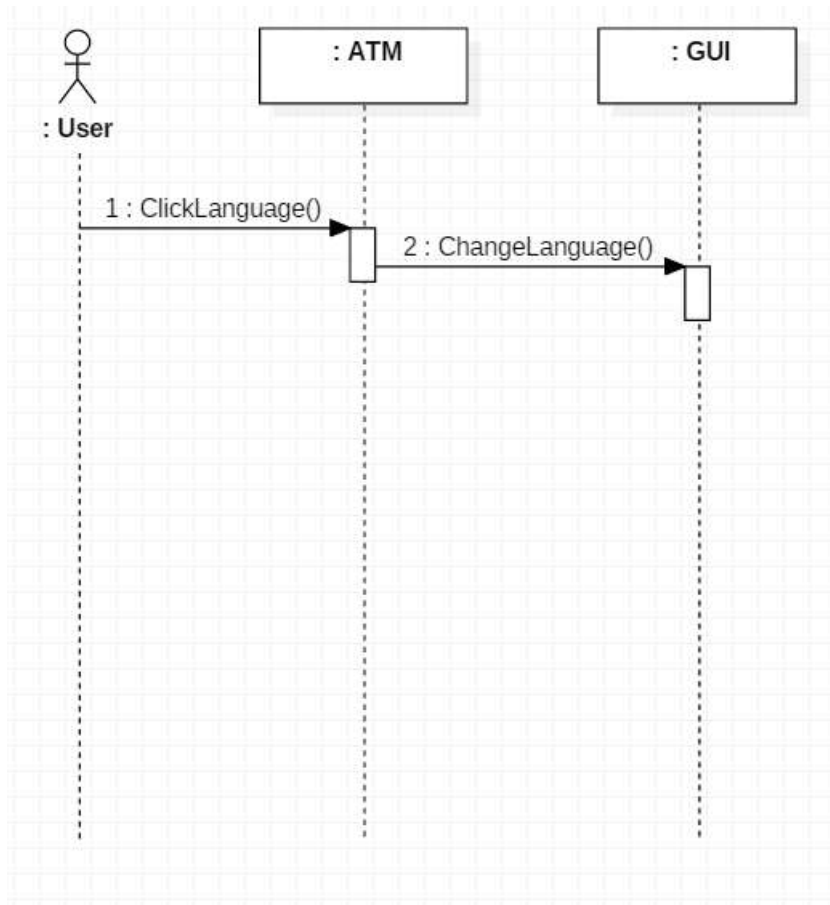 : ATM
: GUI
: User
1 : ClickLanguage()
2 : ChangeLanguage()